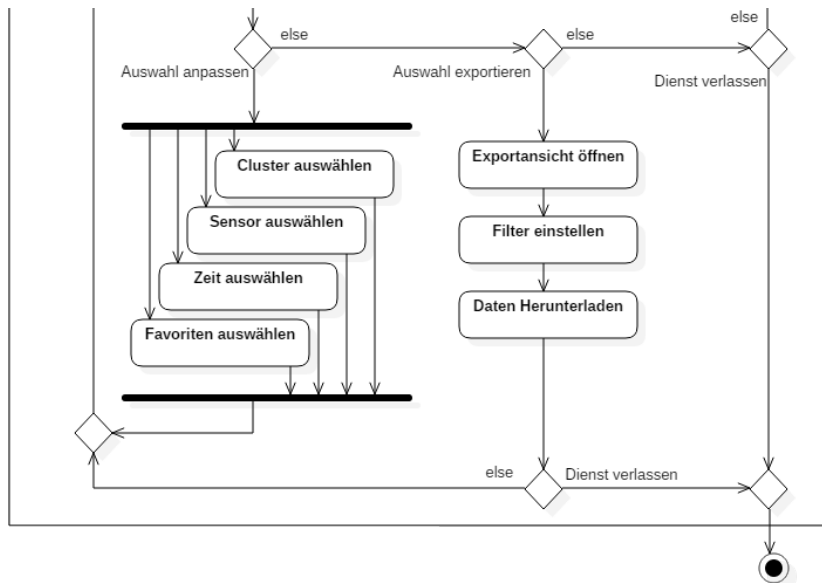 else
else
else
Auswahl anpassen
Auswahl exportieren
Dienst verlassen
Cluster auswählen
Exportansicht öffnen
Sensor auswählen
Filter einstellen
Zeit auswählen
Daten Herunterladen
Favoriten auswählen
else
Dienst verlassen